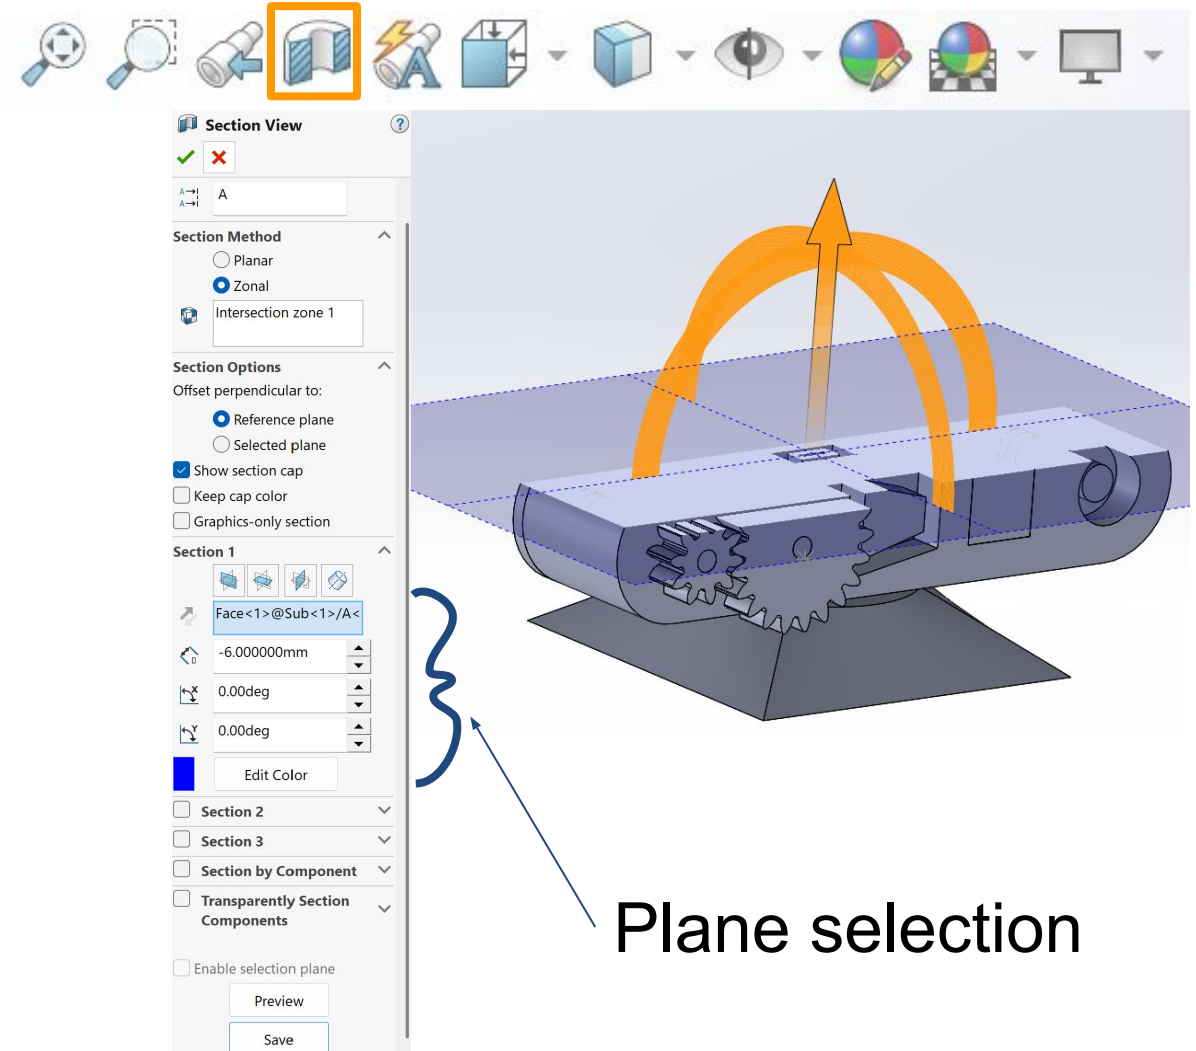 Section View
A
Section Method
Planar
Zonal
Intersection zone 1
Section Options
Offset perpendicular to:
Reference plane
Selected plane
Show section cap
Keep cap color
Graphics-only section
Section 1
Face<1>@Sub<1>/A<
-6.000000mm
0.00deg
0.00deg
Edit Color
Section 2
Section 3
Section by Component
Transparently Section
Components
Enable selection plane
Preview
Save
Plane selection